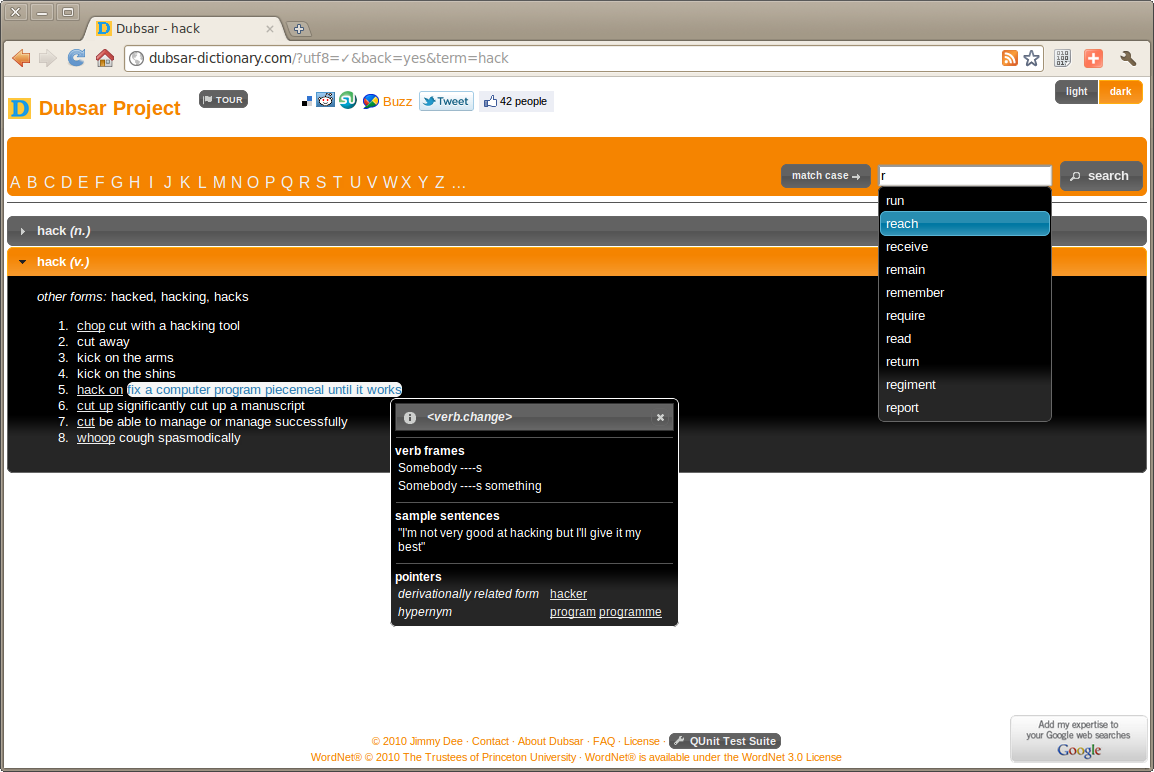 Dubsar - hack
dubsar-dictionary.com/?utf8=✓&back=yes&term=hack
D Dubsar Project
TOUR
Buzz
Tweet
42 people
light dark
A B C D E F G H I J K L M N O P Q R S T U V W X Y Z ...
match case → r search
run
reach
receive
remain
remember
require
read
return
regiment
report
hack (n.)
hack (v.)
other forms: hacked, hacking, hacks
1. chop cut with a hacking tool
2. cut away
3. kick on the arms
4. kick on the shins
5. hack on fix a computer program piecemeal until it works
6. cut up significantly cut up a manuscript
7. cut be able to manage or manage successfully
8. whoop cough spasmodically
<verb.change>
verb frames
Somebody ----s
Somebody ----s something
sample sentences
"I'm not very good at hacking but I'll give it my
best"
pointers
derivationally related form hacker
hypernym program programme
© 2010 Jimmy Dee · Contact · About Dubsar · FAQ · License · QUnit Test Suite
WordNet® © 2010 The Trustees of Princeton University · WordNet® is available under the WordNet 3.0 License
Add my expertise to
your Google web searches
Google